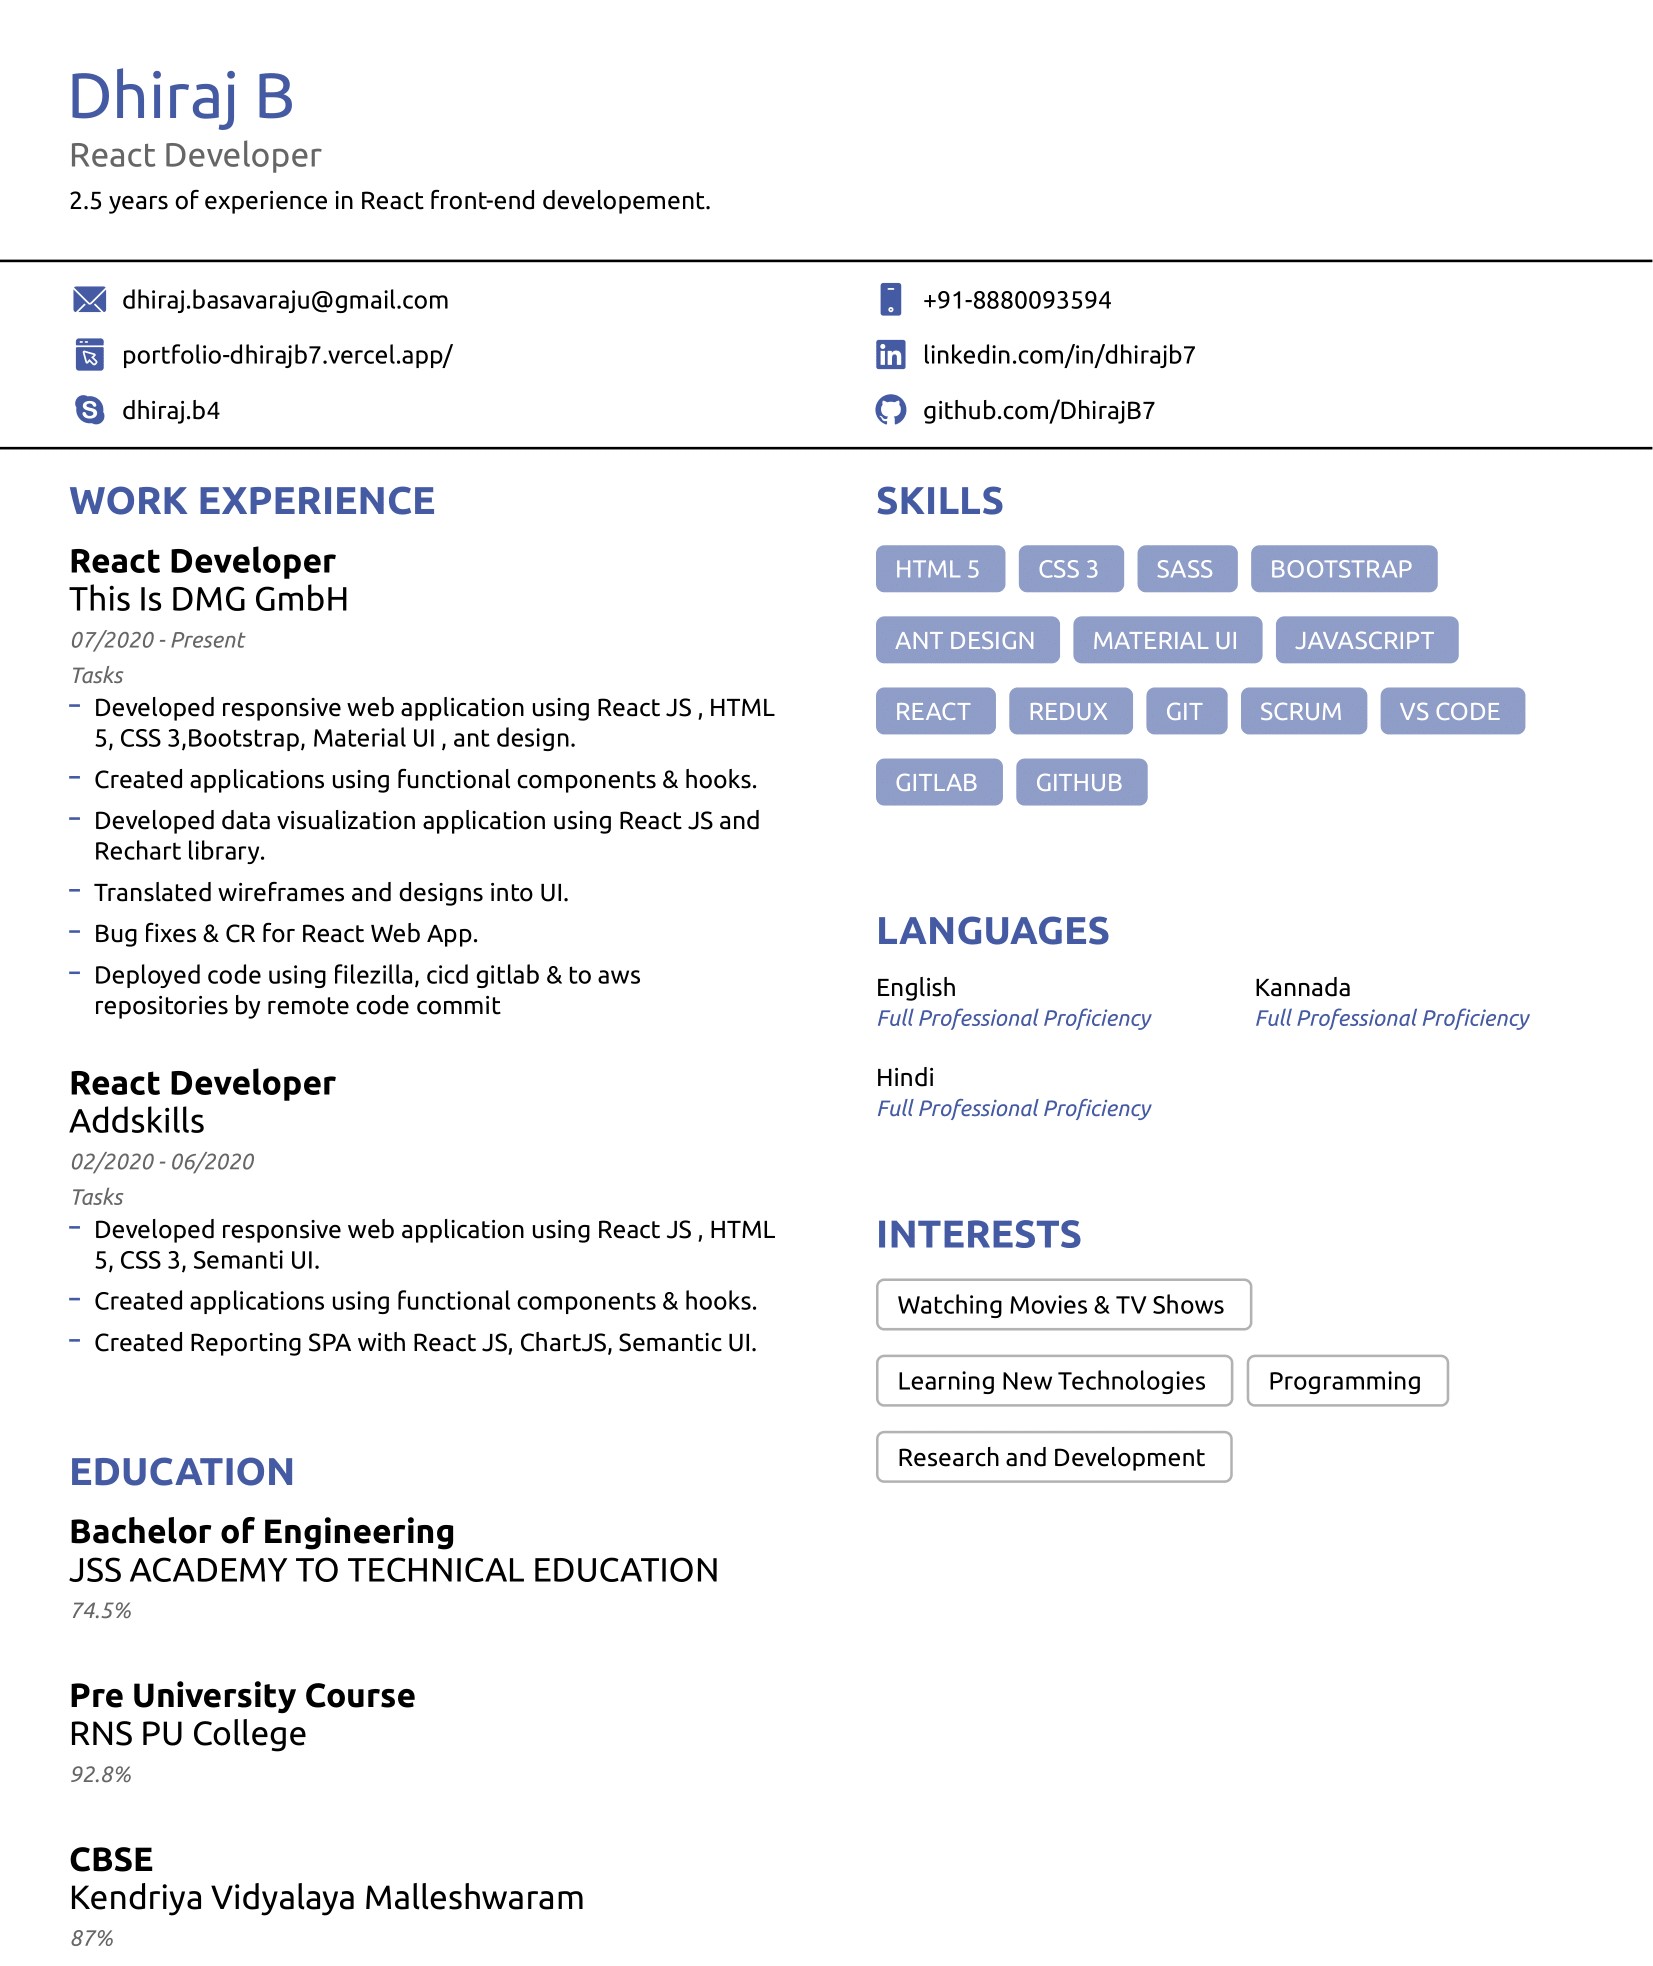 Dhiraj B
React Developer
2.5 years of experience in React front-end developement.
dhiraj.basavaraju@gmail.com
+91-8880093594
portfolio-dhirajb7.vercel.app/
linkedin.com/in/dhirajb7
dhiraj.b4
github.com/DhirajB7
WORK EXPERIENCE
React Developer
This Is DMG GmbH
07/2020 - Present
Tasks
– Developed responsive web application using React JS , HTML
5, CSS 3,Bootstrap, Material UI , ant design.
– Created applications using functional components & hooks.
– Developed data visualization application using React JS and
Rechart library.
– Translated wireframes and designs into UI.
– Bug fixes & CR for React Web App.
– Deployed code using filezilla, cicd gitlab & to aws
repositories by remote code commit
React Developer
Addskills
02/2020 - 06/2020
Tasks
– Developed responsive web application using React JS , HTML
5, CSS 3, Semanti UI.
– Created applications using functional components & hooks.
– Created Reporting SPA with React JS, ChartJS, Semantic UI.
EDUCATION
Bachelor of Engineering
JSS ACADEMY TO TECHNICAL EDUCATION
74.5%
Pre University Course
RNS PU College
92.8%
CBSE
Kendriya Vidyalaya Malleshwaram
87%
SKILLS
HTML 5 CSS 3 SASS BOOTSTRAP
ANT DESIGN MATERIAL UI JAVASCRIPT
REACT REDUX GIT SCRUM VS CODE
GITLAB GITHUB
LANGUAGES
English Kannada
Full Professional Proficiency Full Professional Proficiency
Hindi
Full Professional Proficiency
INTERESTS
Watching Movies & TV Shows
Learning New Technologies Programming
Research and Development